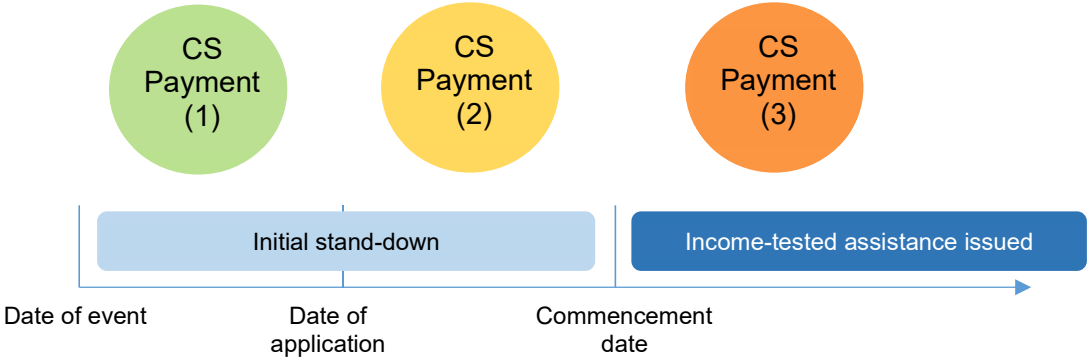 CS
Payment
(1)
CS
Payment
(2)
CS
Payment
(3)
Initial stand-down
Income-tested assistance issued
Date of event
Date of
application
Commencement
date